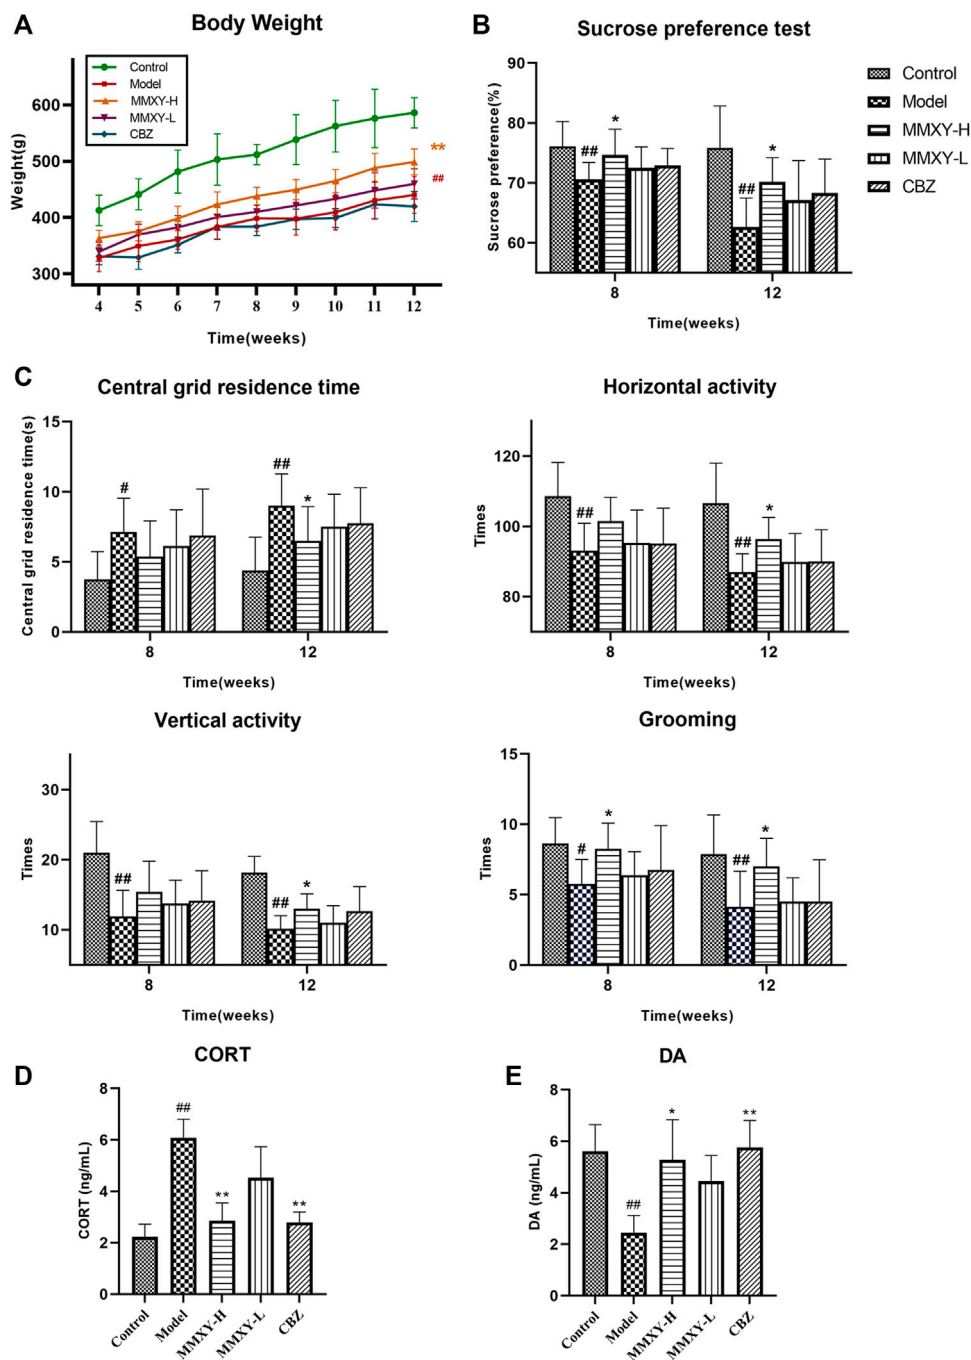 A
Body Weight
Control
Model
MMXY-H
MMXY-L
CBZ
Weight(g)
600
500
400
300
**
##
4 5 6 7 8 9 10 11 12
Time(weeks)
B
Sucrose preference test
Sucrose preference(%)
90
80
70
60
##
*
##
*
8 12
Time(weeks)
Control
Model
MMXY-H
MMXY-L
CBZ
C
Central grid residence time
Central grid residence time(s)
15
10
5
0
#
##
*
8 12
Time(weeks)
Horizontal activity
Times
120
100
80
##
##
*
8 12
Time(weeks)
Vertical activity
Times
30
20
10
##
##
*
8 12
Time(weeks)
Grooming
Times
15
10
5
0
#
*
##
*
8 12
Time(weeks)
D
CORT
CORT (ng/mL)
8
6
4
2
0
##
**
**
Control Model MMXY-H MMXY-L CBZ
E
DA
DA (ng/mL)
8
6
4
2
0
##
*
**
Control Model MMXY-H MMXY-L CBZ